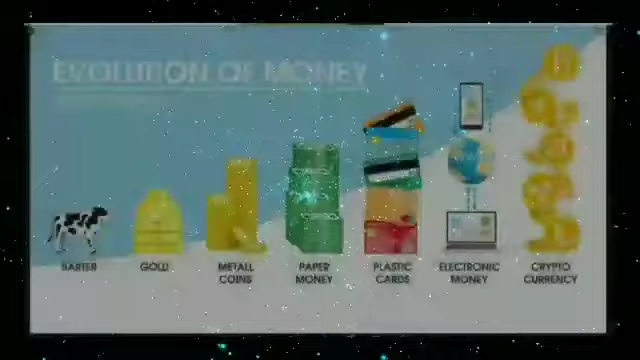 EVOLUTION OF MONEY
BARTER
GOLD
METALL
COINS
PAPER
MONEY
PLASTIC
CARDS
ELECTRONIC
MONEY
CRYPTO
CURRENCY